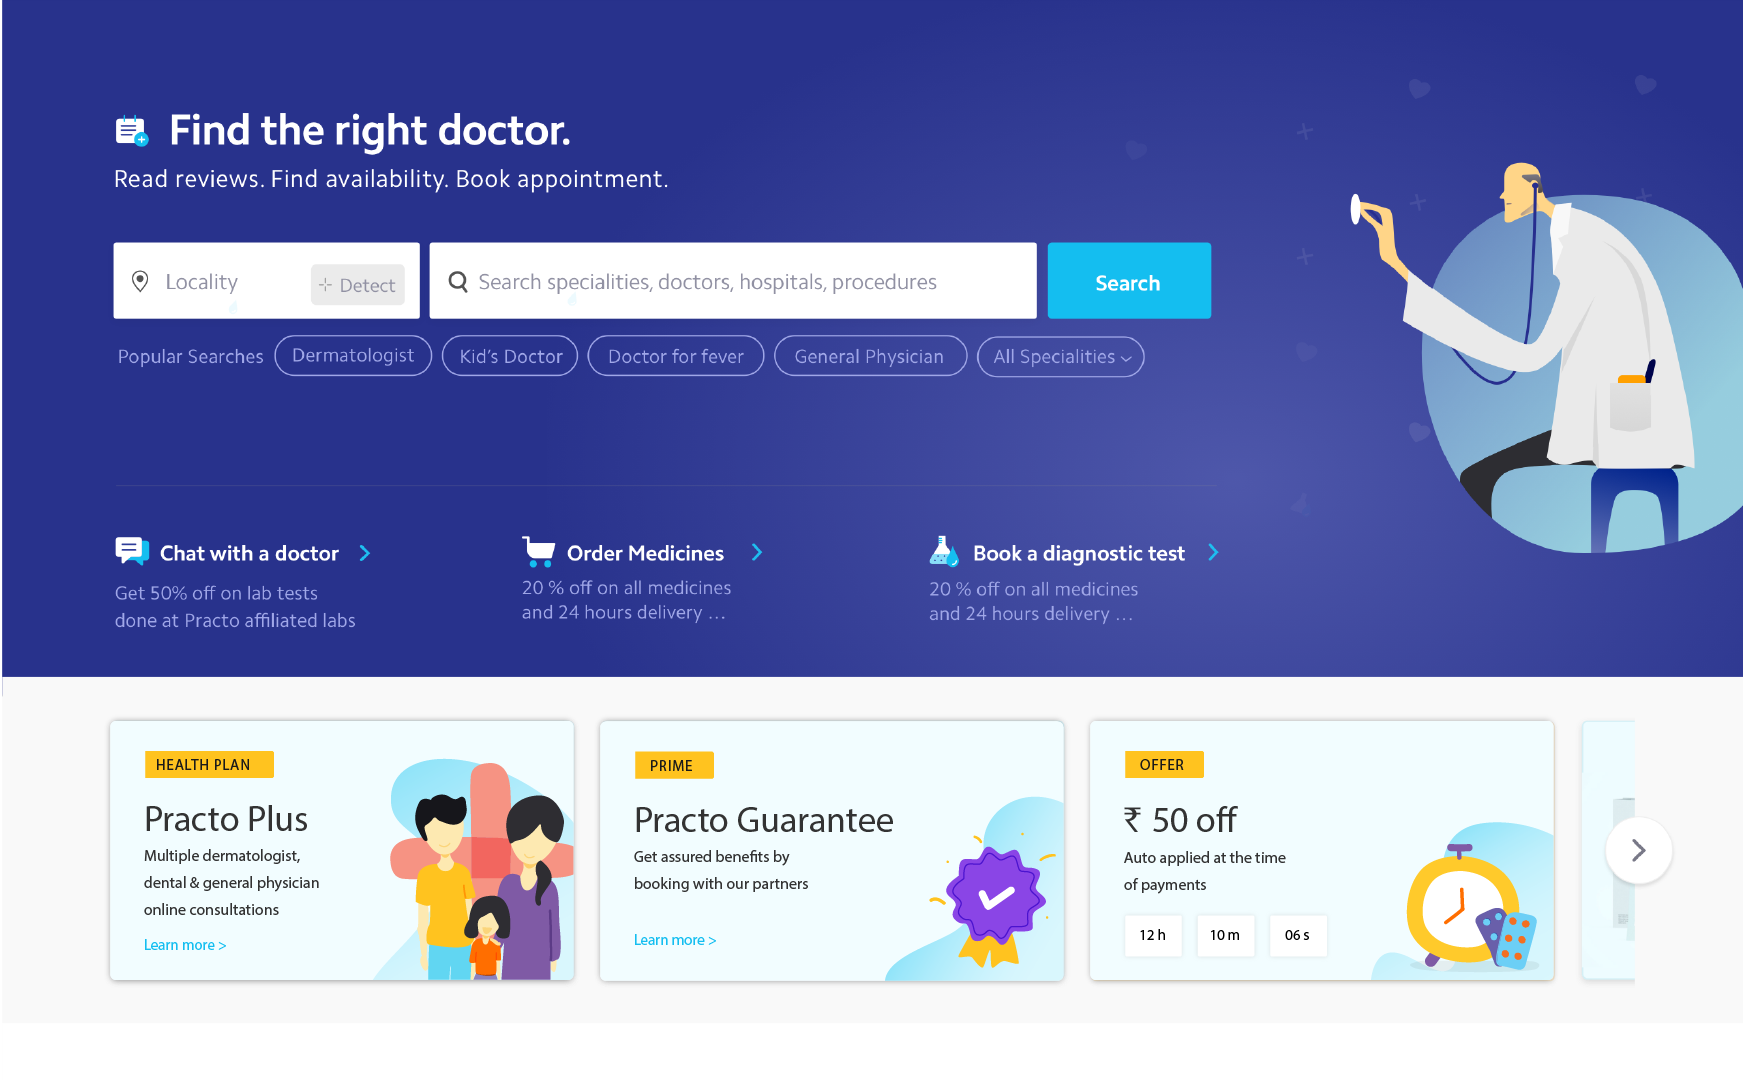 Find the right doctor.
Read reviews. Find availability. Book appointment.
Locality
Detect
Search specialities, doctors, hospitals, procedures
Search
Popular Searches
Dermatologist
Kid's Doctor
Doctor for fever
General Physician
All Specialities
Chat with a doctor
Get 50% off on lab tests
done at Practo affiliated labs
Order Medicines
20 % off on all medicines
and 24 hours delivery ...
Book a diagnostic test
20 % off on all medicines
and 24 hours delivery ...
HEALTH PLAN
Practo Plus
Multiple dermatologist,
dental & general physician
online consultations
Learn more >
PRIME
Practo Guarantee
Get assured benefits by
booking with our partners
Learn more >
OFFER
₹ 50 off
Auto applied at the time
of payments
12 h
10 m
06 s